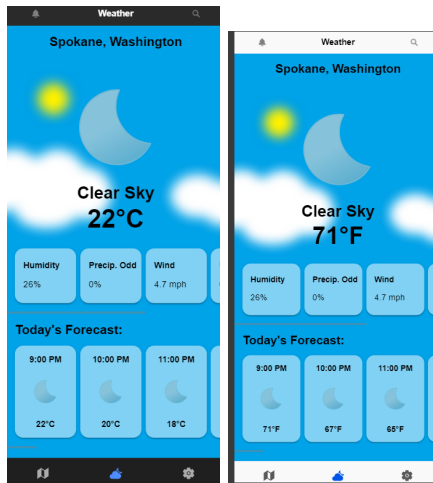 Weather
Spokane, Washington
Clear Sky
22°C
Humidity
26%
Precip. Odd
0%
Wind
4.7 mph
Today's Forecast:
9:00 PM
10:00 PM
11:00 PM
22°C
20°C
18°C
Weather
Spokane, Washington
Clear Sky
71°F
Humidity
26%
Precip. Odd
0%
Wind
4.7 mph
Today's Forecast:
9:00 PM
10:00 PM
11:00 PM
71°F
67°F
65°F